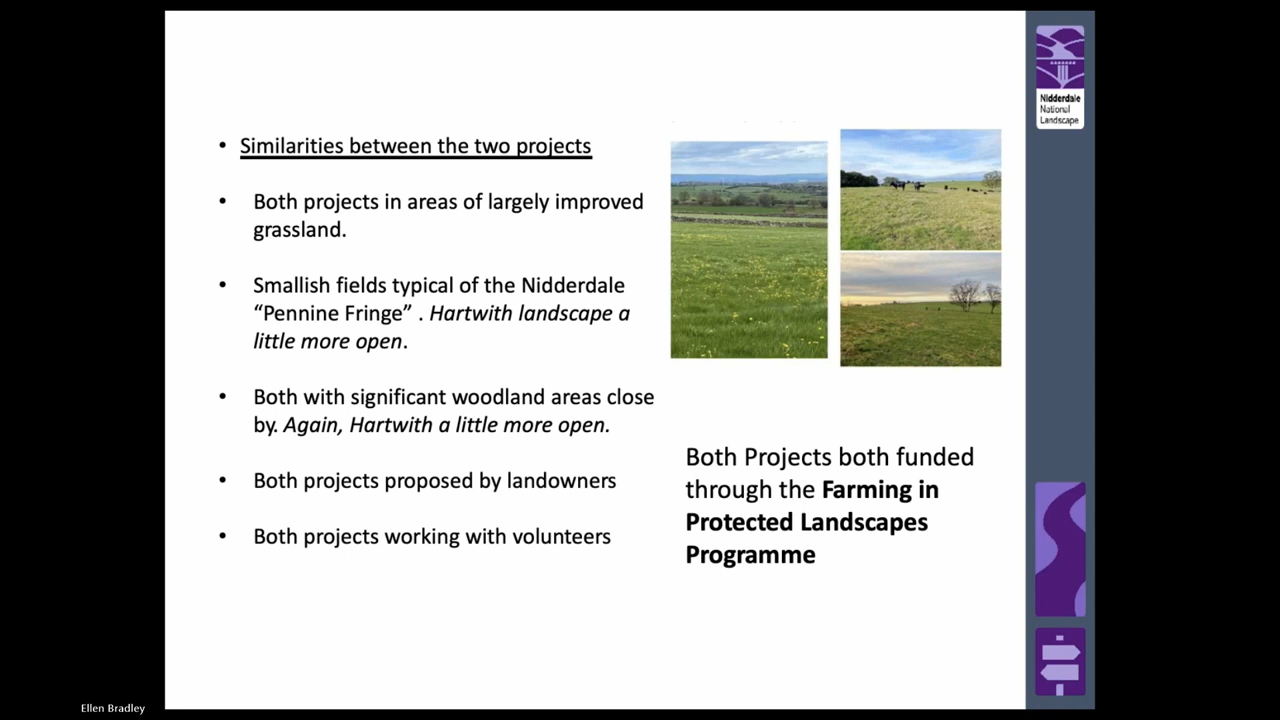 Similarities between the two projects
Both projects in areas of largely improved
grassland.
Smallish fields typical of the Nidderdale
“Pennine Fringe” . Hartwith landscape a
little more open.
Both with significant woodland areas close
by. Again, Hartwith a little more open.
Both projects proposed by landowners
Both projects working with volunteers
Both Projects both funded
through the Farming in
Protected Landscapes
Programme
Nidderdale
National
Landscape
Ellen Bradley